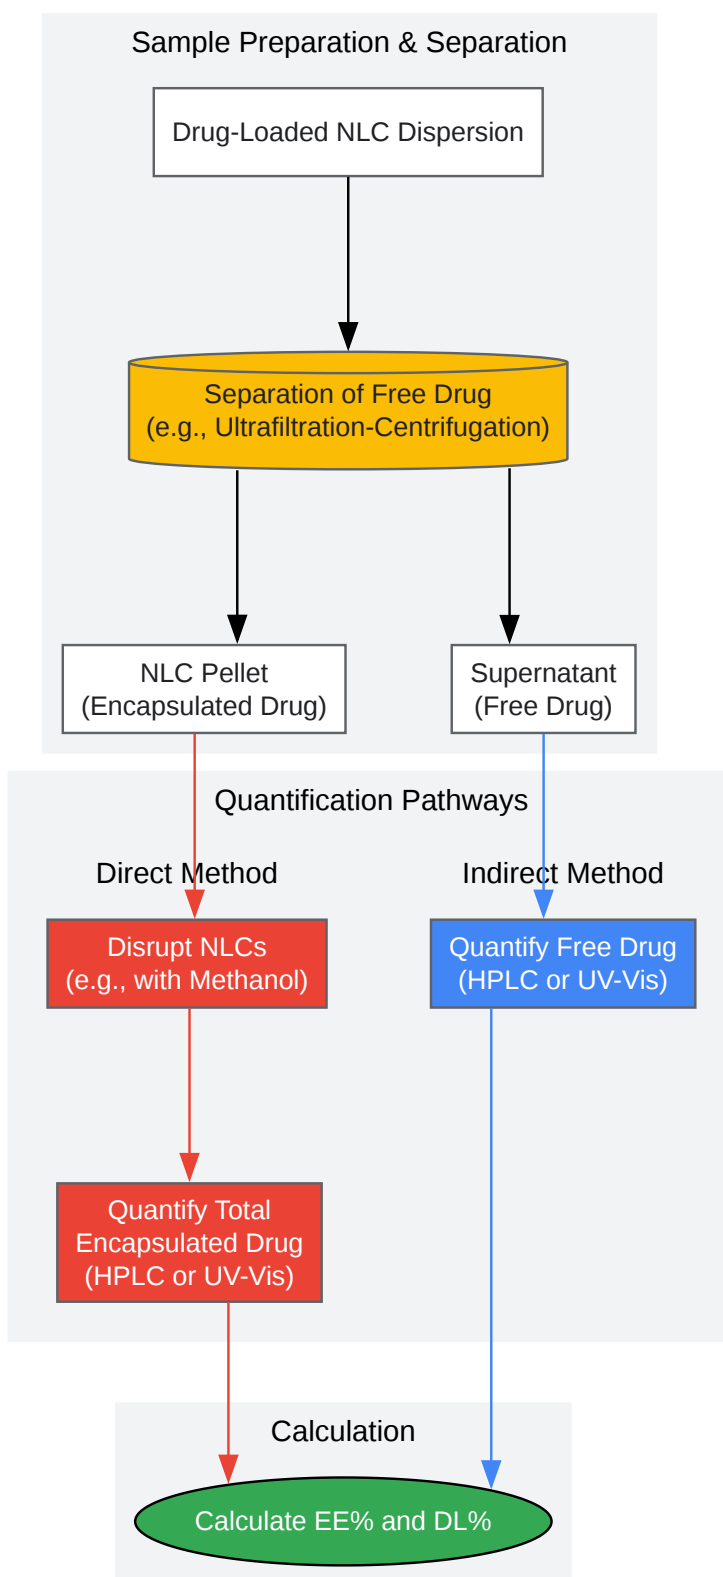 Sample Preparation & Separation
Drug-Loaded NLC Dispersion
Separation of Free Drug
(e.g., Ultrafiltration-Centrifugation)
NLC Pellet
(Encapsulated Drug)
Supernatant
(Free Drug)
Quantification Pathways
Direct Method
Indirect Method
Disrupt NLCs
(e.g., with Methanol)
Quantify Free Drug
(HPLC or UV-Vis)
Quantify Total
Encapsulated Drug
(HPLC or UV-Vis)
Calculation
Calculate EE% and DL%